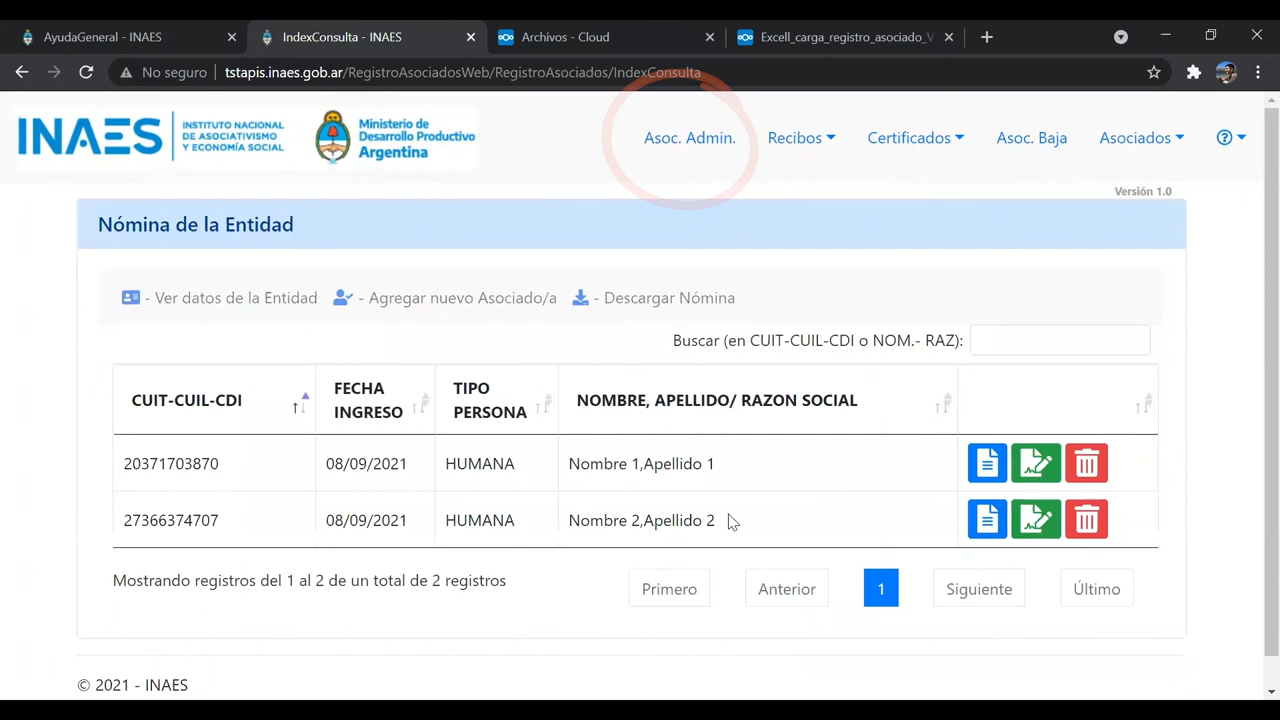 AyudaGeneral - INAES
IndexConsulta - INAES
Archivos - Cloud
Excell_carga_registro_asociado_V
No seguro
tstapis.inaes.gob.ar/RegistroAsociadosWeb/RegistroAsociados/IndexConsulta
INAES
INSTITUTO NACIONAL
DE ASOCIATIVISMO
Y ECONOMÍA SOCIAL
Ministerio de
Desarrollo Productivo
Argentina
Asoc. Admin.
Recibos
Certificados
Asoc. Baja
Asociados
Versión 1.0
Nómina de la Entidad
- Ver datos de la Entidad
- Agregar nuevo Asociado/a
- Descargar Nómina
Buscar (en CUIT-CUIL-CDI o NOM.- RAZ):
CUIT-CUIL-CDI
FECHA
INGRESO
TIPO
PERSONA
NOMBRE, APELLIDO/ RAZON SOCIAL
20371703870 08/09/2021 HUMANA Nombre 1,Apellido 1
27366374707 08/09/2021 HUMANA Nombre 2,Apellido 2
Mostrando registros del 1 al 2 de un total de 2 registros
Primero Anterior 1 Siguiente Último
© 2021 - INAES